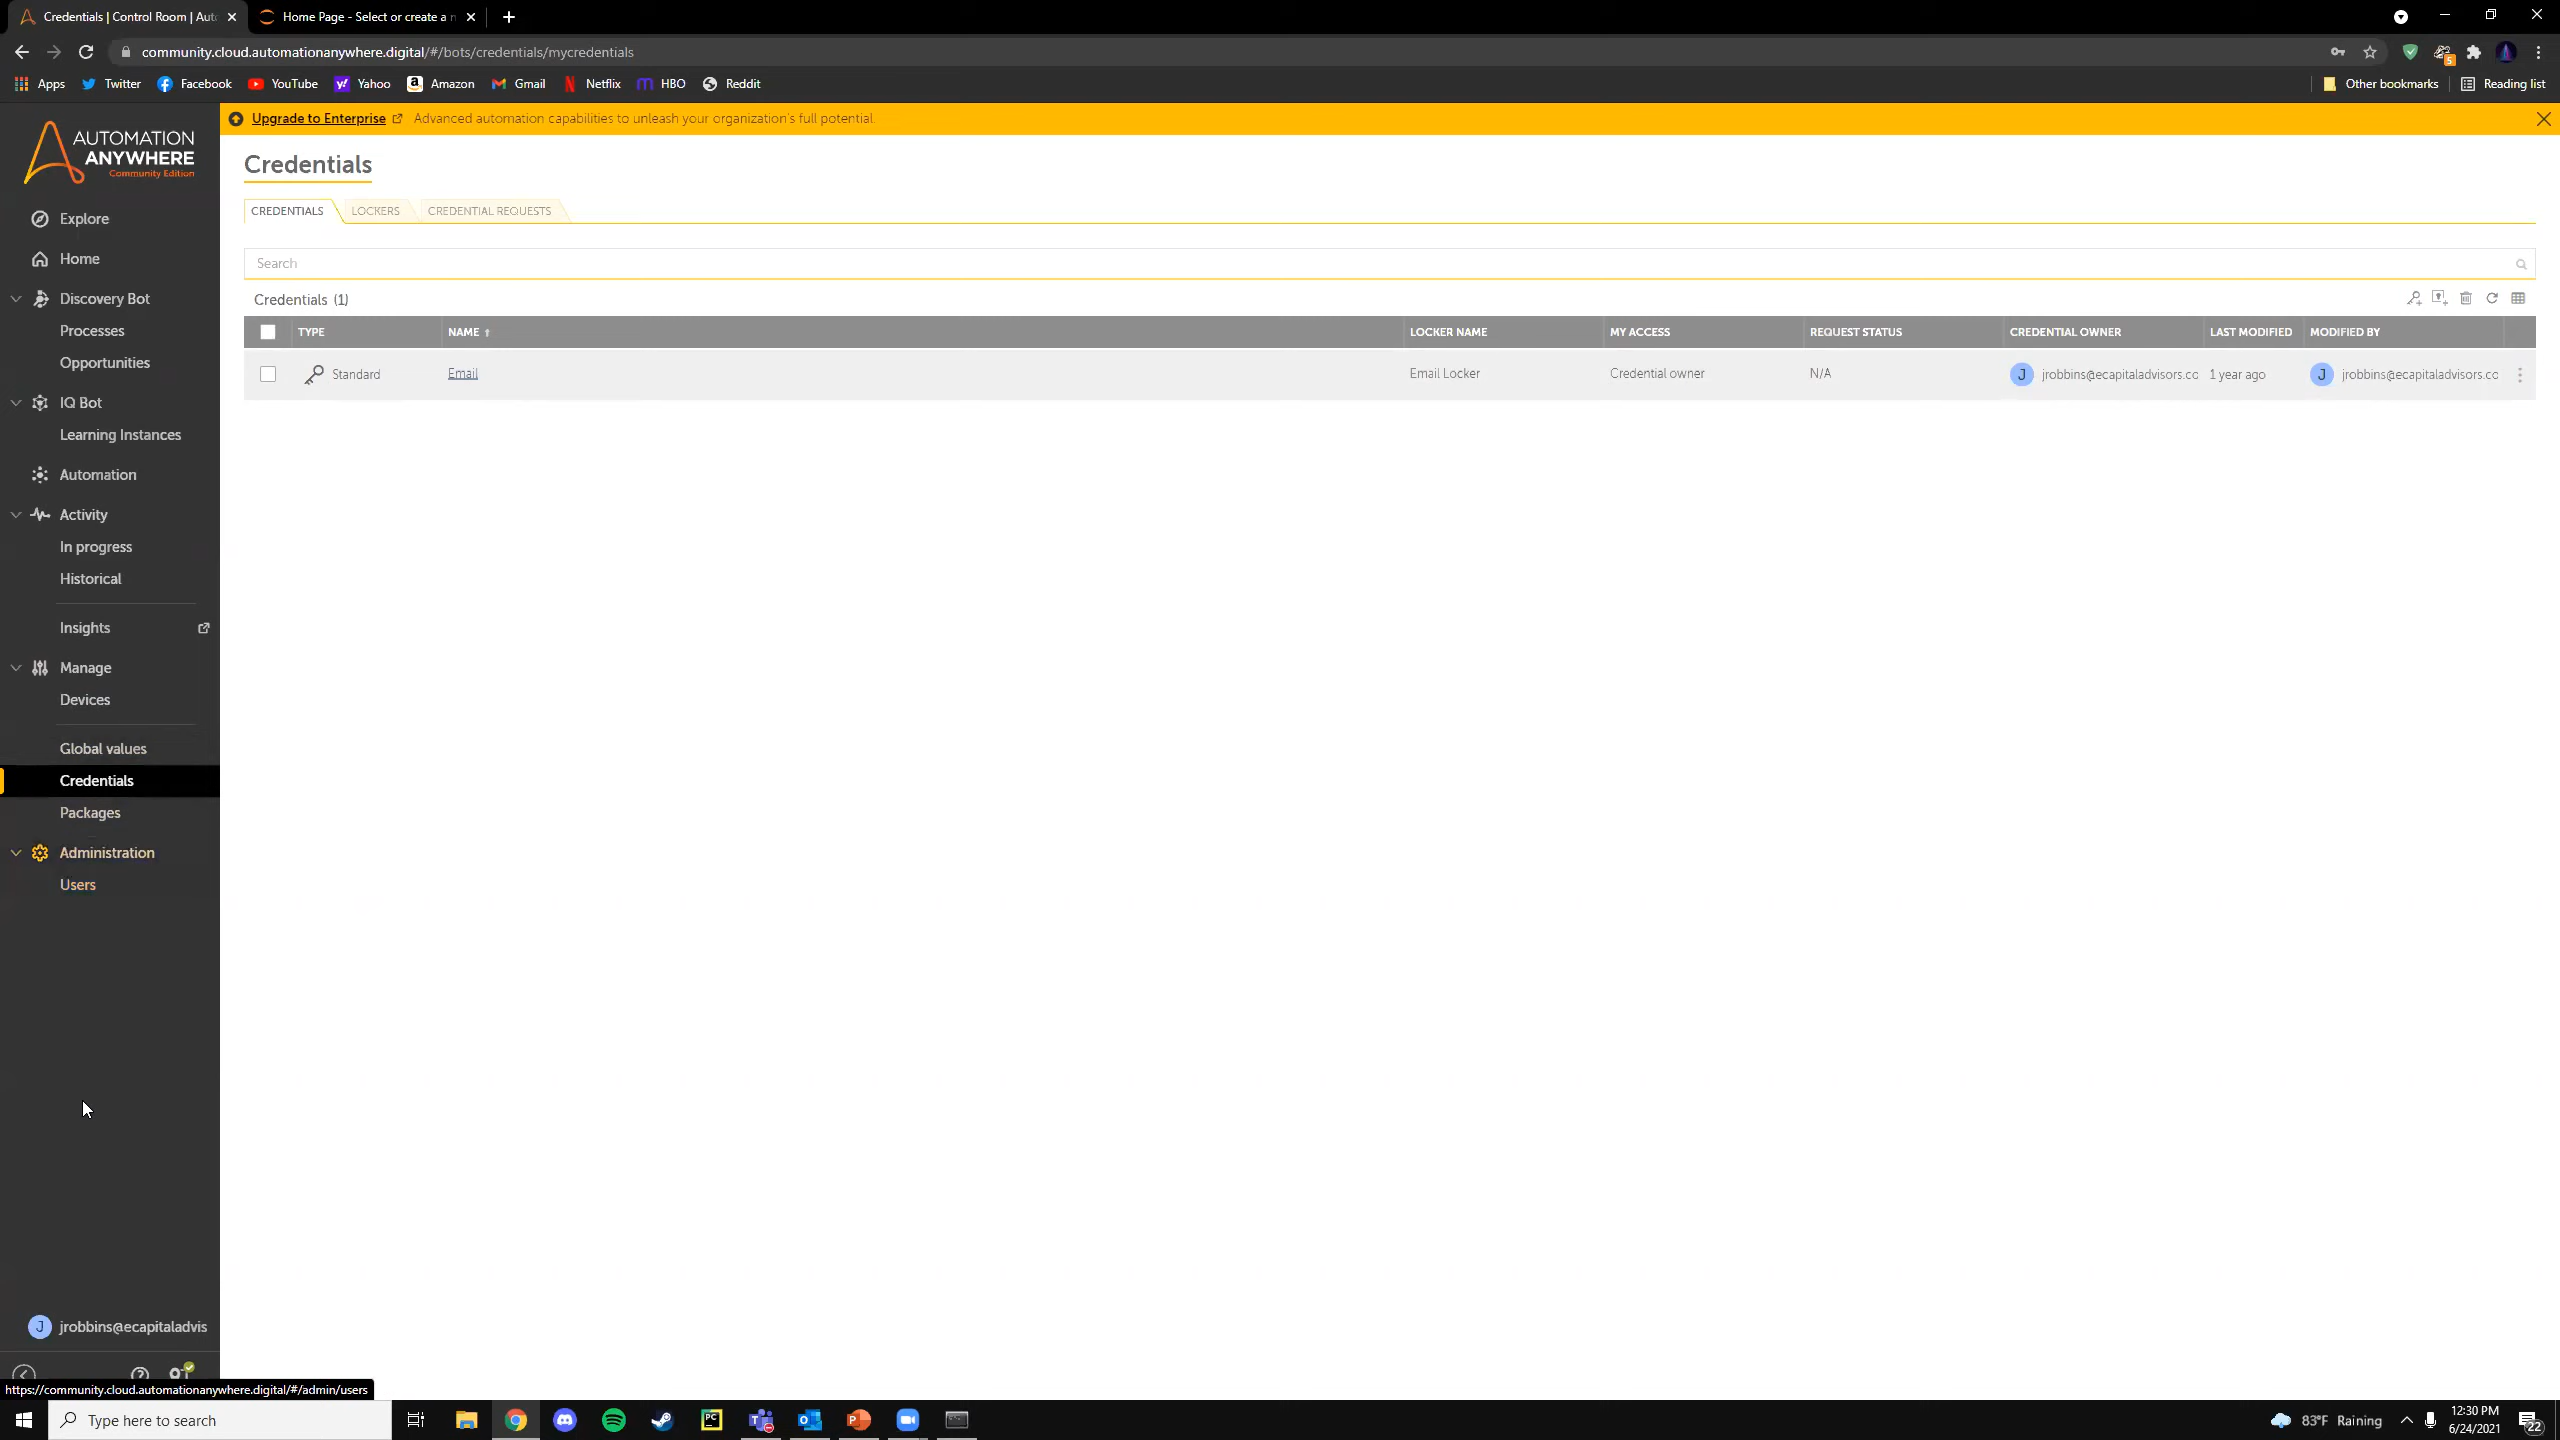 Credentials | Control Room | Auto
Home Page - Select or create a n
community.cloud.automationanywhere.digital/#/bots/credentials/mycredentials
5
Apps
Twitter
Facebook
YouTube
Yahoo
Amazon
Gmail
Netflix
HBO
Reddit
Other bookmarks
Reading list
AUTOMATION
ANYWHERE
Community Edition
Upgrade to Enterprise
Advanced automation capabilities to unleash your organization's full potential.
Explore
Home
Discovery Bot
Processes
Opportunities
IQ Bot
Learning Instances
Automation
Activity
In progress
Historical
Insights
Manage
Devices
Global values
Credentials
Packages
Administration
Users
J jrobbins@ecapitaladvis
https://community.cloud.automationanywhere.digital/#/admin/users
Credentials
CREDENTIALS
LOCKERS
CREDENTIAL REQUESTS
Search
Credentials (1)
TYPE NAME LOCKER NAME MY ACCESS REQUEST STATUS CREDENTIAL OWNER LAST MODIFIED MODIFIED BY
Standard Email Email Locker Credential owner N/A J jrobbins@ecapitaladvisors.co 1 year ago J jrobbins@ecapitaladvisors.co
Type here to search
83°F Raining
12:30 PM
6/24/2021
22